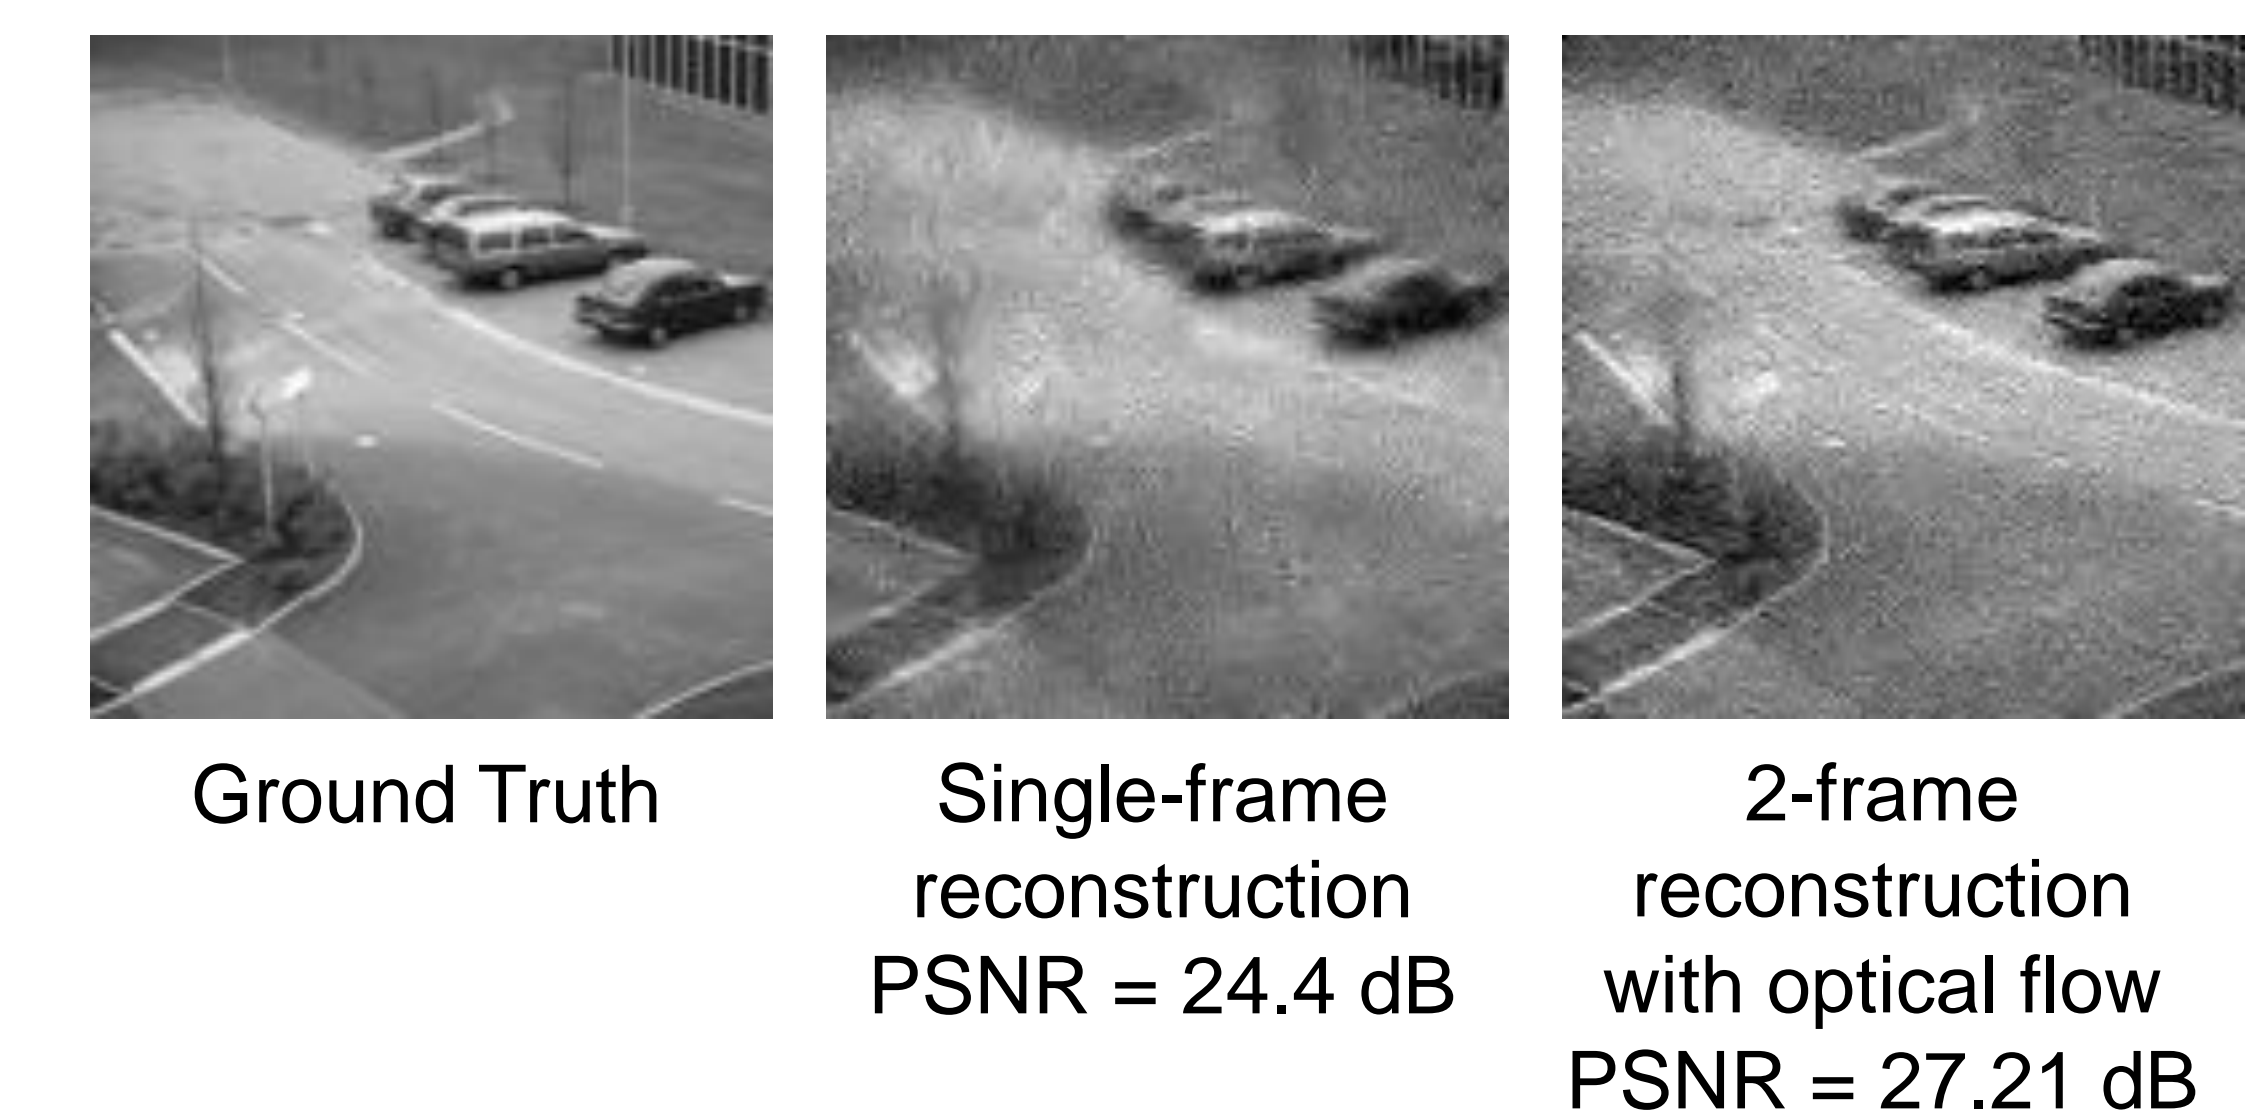 Ground Truth
Single-frame
reconstruction
PSNR = 24.4 dB
2-frame
reconstruction
with optical flow
PSNR = 27.21 dB